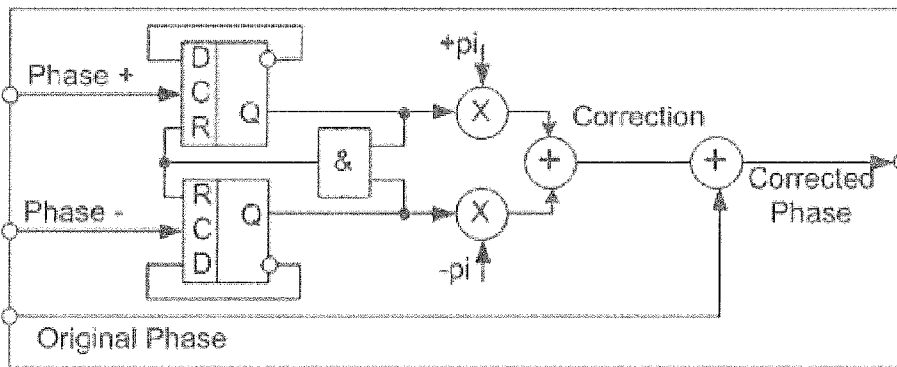 +pi
D
Phase +
C
Q
X
Correction
R
&
+
+
R
Q
X
Corrected
Phase
Phase -
C
D
-pi
Original Phase